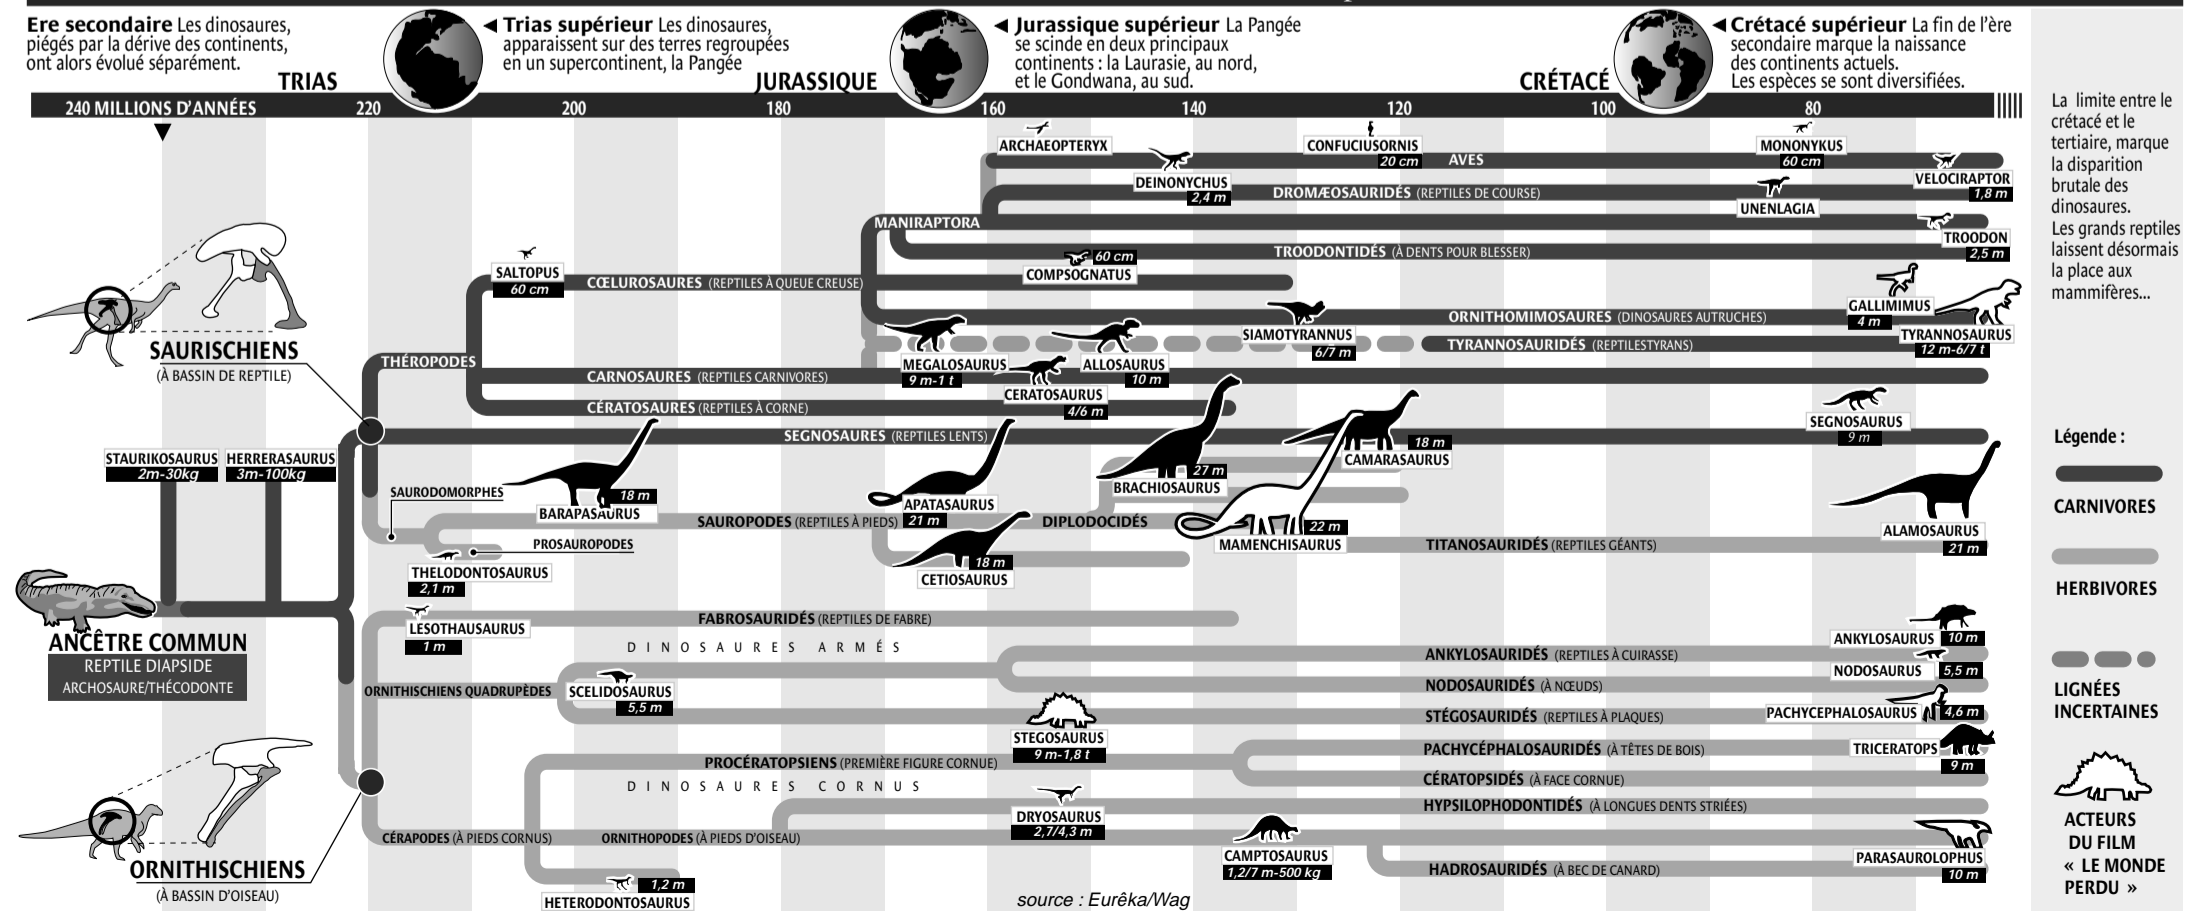 Ere secondaire Les dinosaures,
piégés par la dérive des continents,
ont alors évolué séparément.
◄ Trias supérieur Les dinosaures,
apparaissent sur des terres regroupées
en un supercontinent, la Pangée
◄ Jurassique supérieur La Pangée
se scinde en deux principaux
continents : la Laurasie, au nord,
et le Gondwana, au sud.
◄ Crétacé supérieur La fin de l'ère
secondaire marque la naissance
des continents actuels.
Les espèces se sont diversifiées.
TRIAS
JURASSIQUE
CRÉTACÉ
240 MILLIONS D'ANNÉES
220
200
180
160
140
120
100
80
ARCHAEOPTERYX
CONFUCIUSORNIS
20 cm
AVES
MONONYKUS
60 cm
DEINONYCHUS
2,4 m
DROMÆOSAURIDÉS (REPTILES DE COURSE)
VELOCIRAPTOR
1,8 m
UNENLAGIA
MANIRAPTORA
TROODON
2,5 m
TROODONTIDÉS (À DENTS POUR BLESSER)
SALTOPUS
60 cm
CŒLUROSAURES (REPTILES À QUEUE CREUSE)
60 cm
COMPSOGNATUS
GALLIMIMUS
4 m
ORNITHOMIMOSAURES (DINOSAURES AUTRUCHES)
SIAMOTYRANNUS
6/7 m
TYRANNOSAURIDÉS (REPTILESTYRANS)
TYRANNOSAURUS
12 m-6/7 t
SAURISCHIENS
(À BASSIN DE REPTILE)
THÉROPODES
CARNOSAURES (REPTILES CARNIVORES)
MEGALOSAURUS
9 m-1 t
ALLOSAURUS
10 m
CERATOSAURUS
4/6 m
CÉRATOSAURES (REPTILES À CORNE)
SEGNOSAURES (REPTILES LENTS)
SEGNOSAURUS
9 m
STAURIKOSAURUS
2m-30kg
HERRERASAURUS
3m-100kg
SAURODOMORPHES
18 m
BARAPASAURUS
APATASAURUS
21 m
27 m
BRACHIOSAURUS
18 m
CAMARASAURUS
SAUROPODES (REPTILES À PIEDS)
DIPLODOCIDÉS
22 m
MAMENCHISAURUS
ALAMOSAURUS
21 m
TITANOSAURIDÉS (REPTILES GÉANTS)
PROSAUROPODES
THELODONTOSAURUS
2,1 m
18 m
CETIOSAURUS
ANCÊTRE COMMUN
REPTILE DIAPSIDE
ARCHOSAURE/THÉCODONTE
LESOTHAUSAURUS
1 m
FABROSAURIDÉS (REPTILES DE FABRE)
DINOSAURES ARMÉS
ANKYLOSAURUS
10 m
ANKYLOSAURIDÉS (REPTILES À CUIRASSE)
NODOSAURUS
5,5 m
ORNITHISCHIENS QUADRUPÈDES
SCELIDOSAURUS
5,5 m
NODOSAURIDÉS (À NŒUDS)
STÉGOSAURIDÉS (REPTILES À PLAQUES)
PACHYCEPHALOSAURUS
4,6 m
STEGOSAURUS
9 m-1,8 t
PACHYCÉPHALOSAURIDÉS (À TÊTES DE BOIS)
TRICERATOPS
9 m
PROCÉRATOPSIENS (PREMIÈRE FIGURE CORNUE)
CÉRATOPSIDÉS (À FACE CORNUE)
DINOSAURES CORNUS
HYPSILOPHODONTIDÉS (À LONGUES DENTS STRIÉES)
DRYOSAURUS
2,7/4,3 m
CÉRAPODES (À PIEDS CORNUS)
ORNITHOPODES (À PIEDS D'OISEAU)
CAMPTOSAURUS
1,2/7 m-500 kg
PARASAUROLOPHUS
10 m
HADROSAURIDÉS (À BEC DE CANARD)
ORNITHISCHIENS
(À BASSIN D'OISEAU)
1,2 m
HETERODONTOSAURUS
source : Eurêka/Wag
La limite entre le
crétacé et le
tertiaire, marque
la disparition
brutale des
dinosaures.
Les grands reptiles
laissent désormais
la place aux
mammifères...
Légende :
CARNIVORES
HERBIVORES
LIGNÉES
INCERTAINES
ACTEURS
DU FILM
« LE MONDE
PERDU »